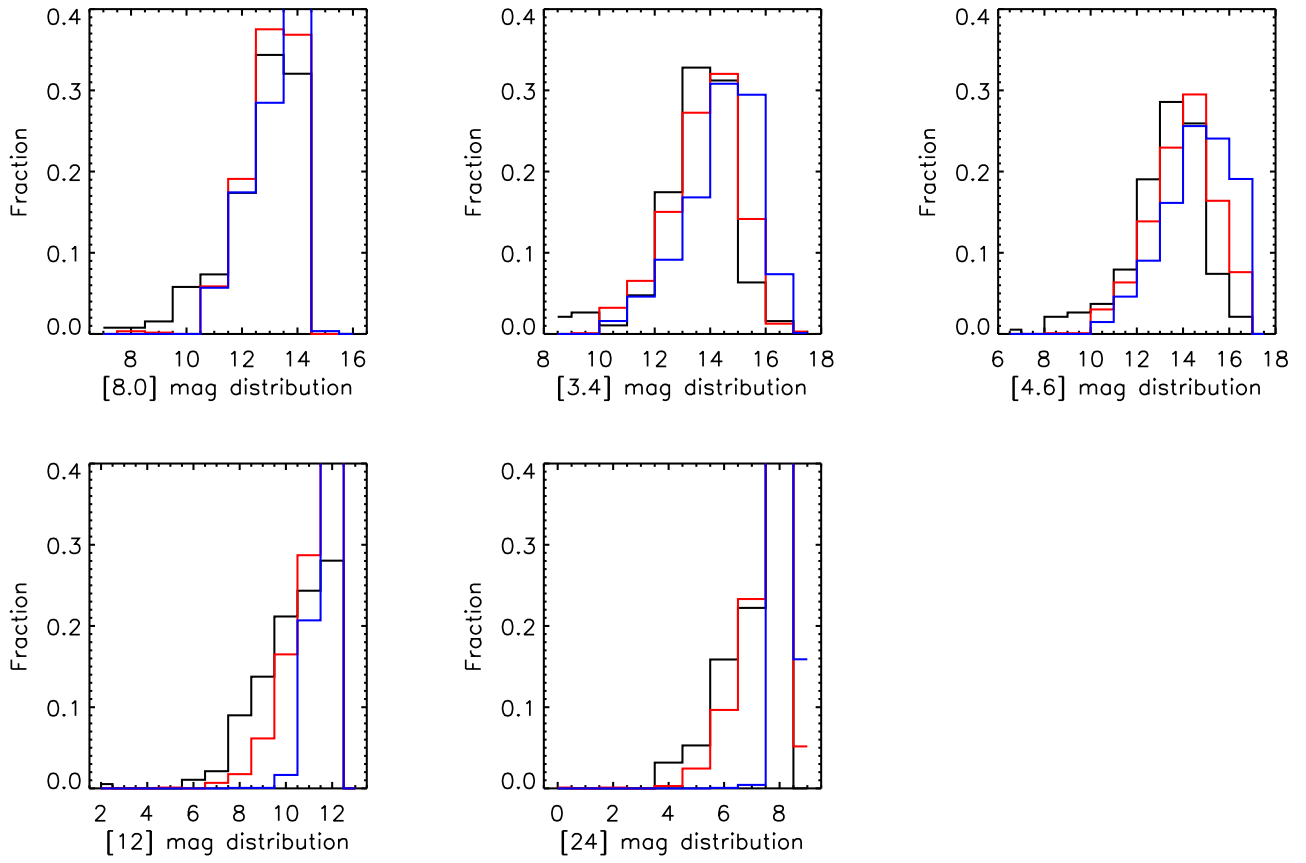 0.4
0.3
0.2
0.1
0.0
Fraction
8 10 12 14 16
[8.0] mag distribution
0.4
0.3
0.2
0.1
0.0
Fraction
8 10 12 14 16 18
[3.4] mag distribution
0.4
0.3
0.2
0.1
0.0
Fraction
6 8 10 12 14 16 18
[4.6] mag distribution
0.4
0.3
0.2
0.1
0.0
Fraction
2 4 6 8 10 12
[12] mag distribution
0.4
0.3
0.2
0.1
0.0
Fraction
0 2 4 6 8
[24] mag distribution